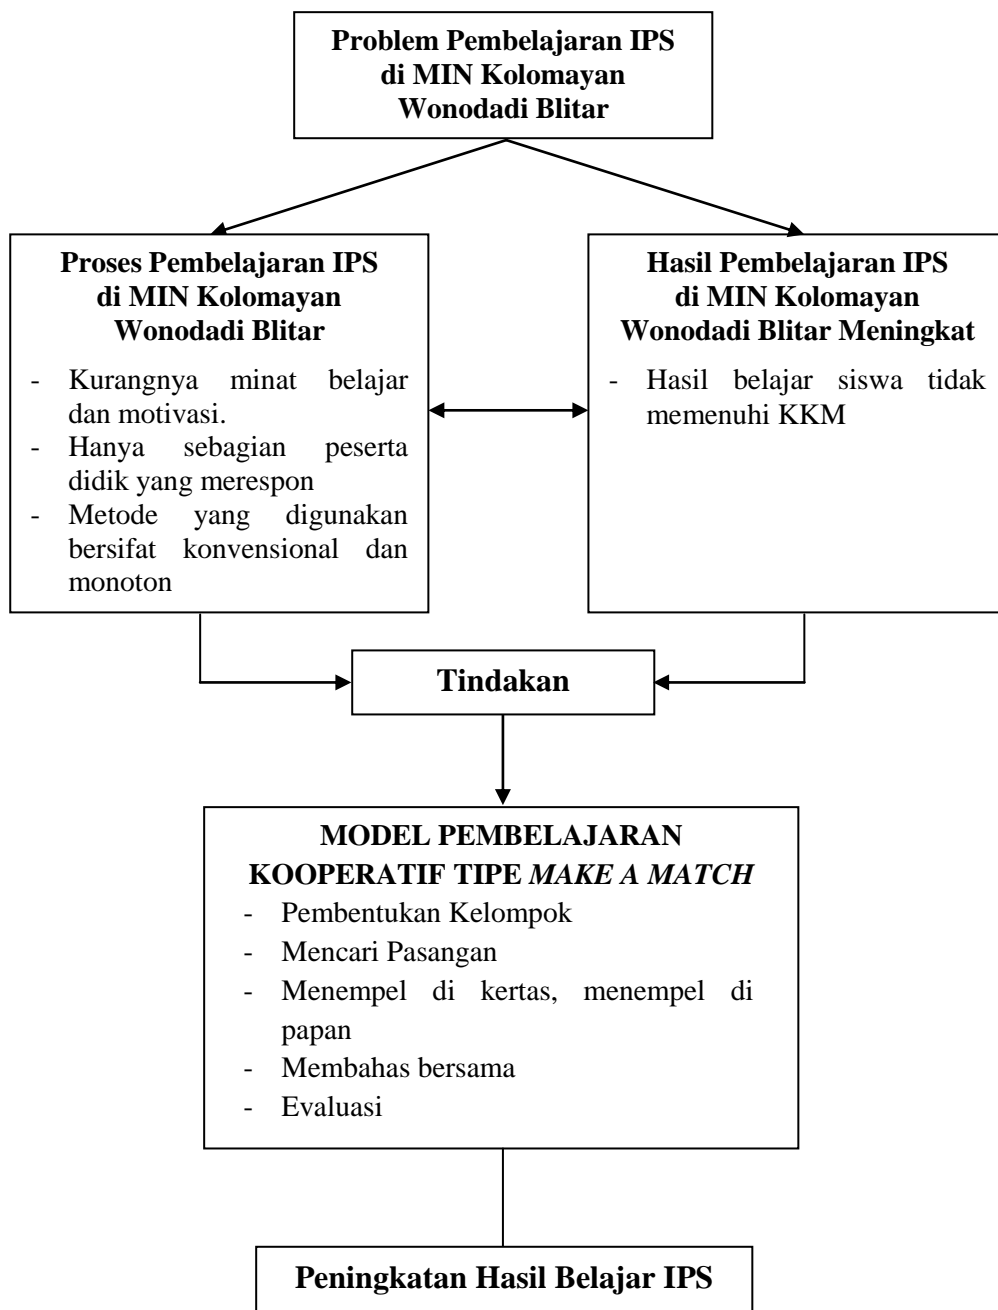 Problem Pembelajaran IPS
di MIN Kolomayan
Wonodadi Blitar
Proses Pembelajaran IPS
di MIN Kolomayan
Wonodadi Blitar
- Kurangnya minat belajar
dan motivasi.
- Hanya sebagian peserta
didik yang merespon
- Metode yang digunakan
bersifat konvensional dan
monoton
Hasil Pembelajaran IPS
di MIN Kolomayan
Wonodadi Blitar Meningkat
- Hasil belajar siswa tidak
memenuhi KKM
Tindakan
MODEL PEMBELAJARAN
KOOPERATIF TIPE MAKE A MATCH
- Pembentukan Kelompok
- Mencari Pasangan
- Menempel di kertas, menempel di
papan
- Membahas bersama
- Evaluasi
Peningkatan Hasil Belajar IPS